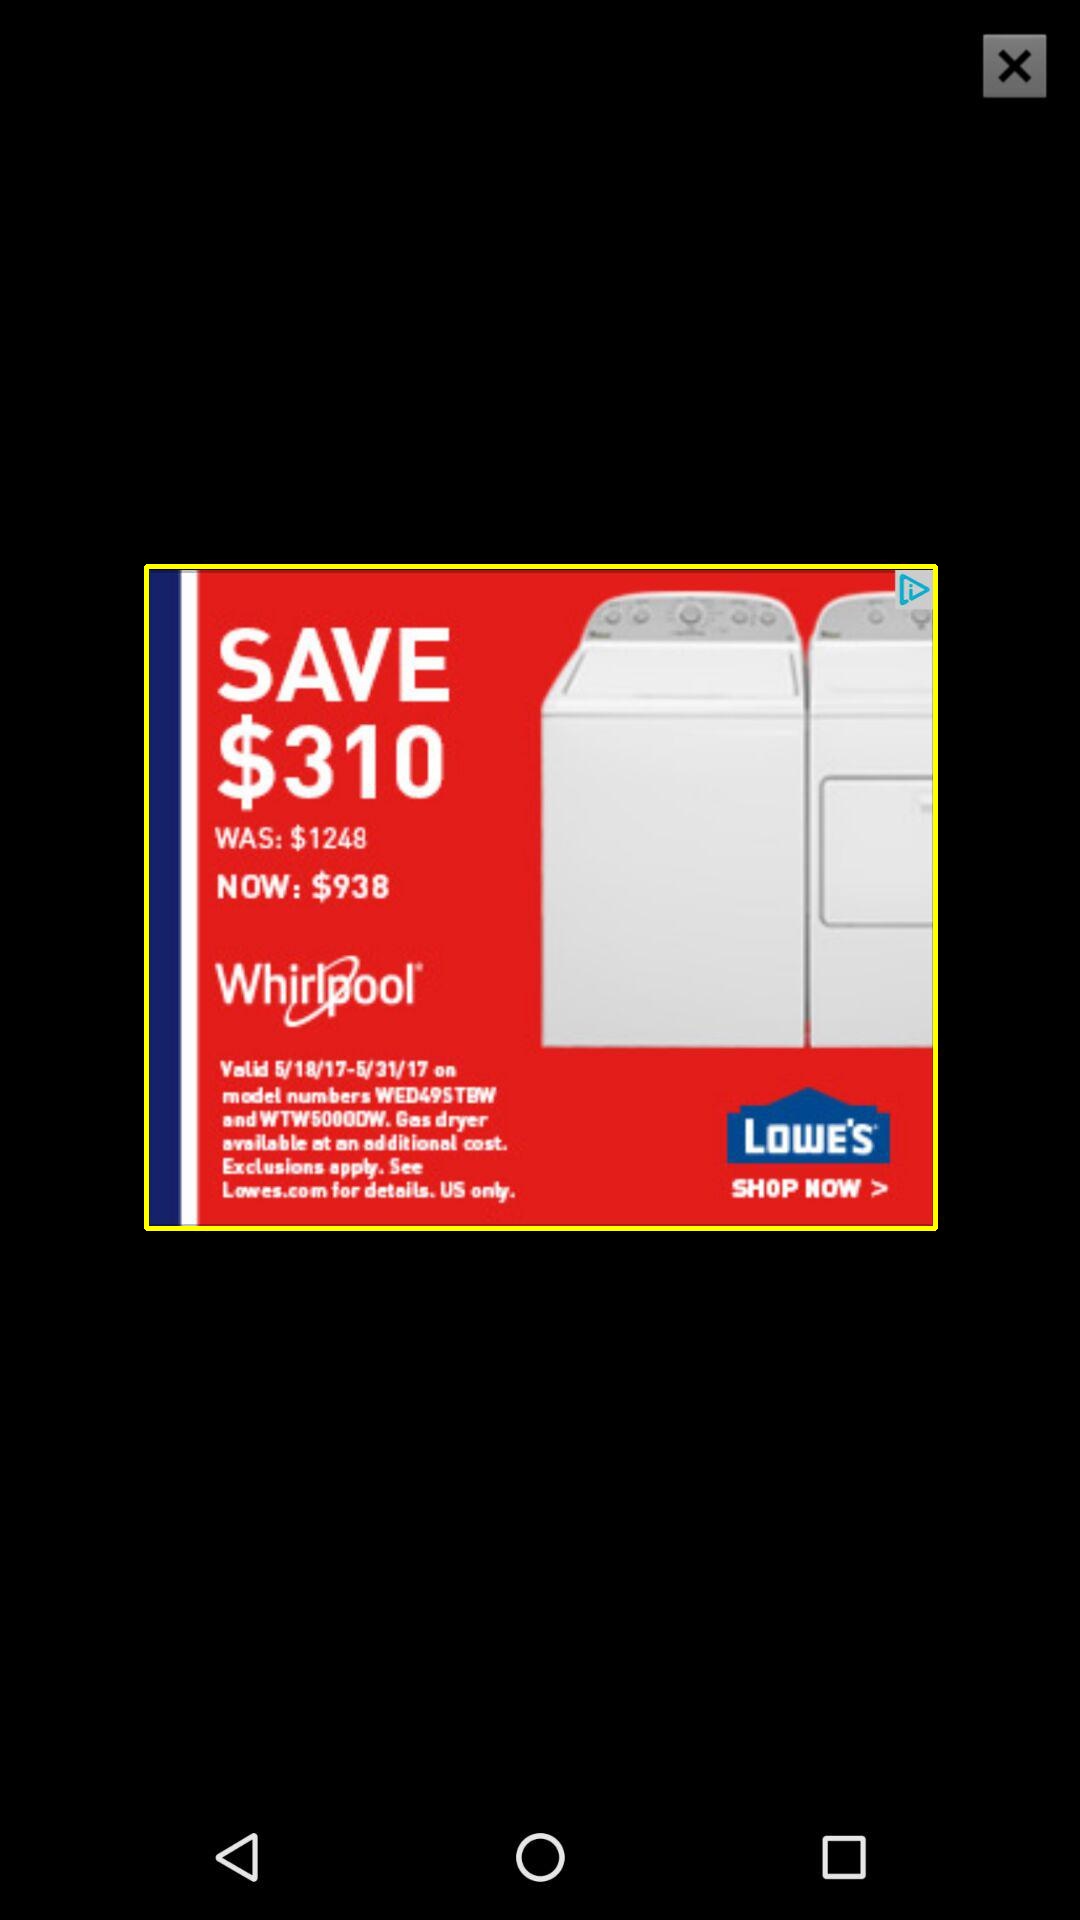 SAVE
$310
WAS: $1248
NOW: $938
Whirlpool®
Valid 5/18/17-5/31/17 on
model numbers WED49STBW
and WTW5000DW. Gas dryer
available at an additional cost.
Exclusions apply. See
Lowes.com for details. US only.
LOWE'S
SHOP NOW >